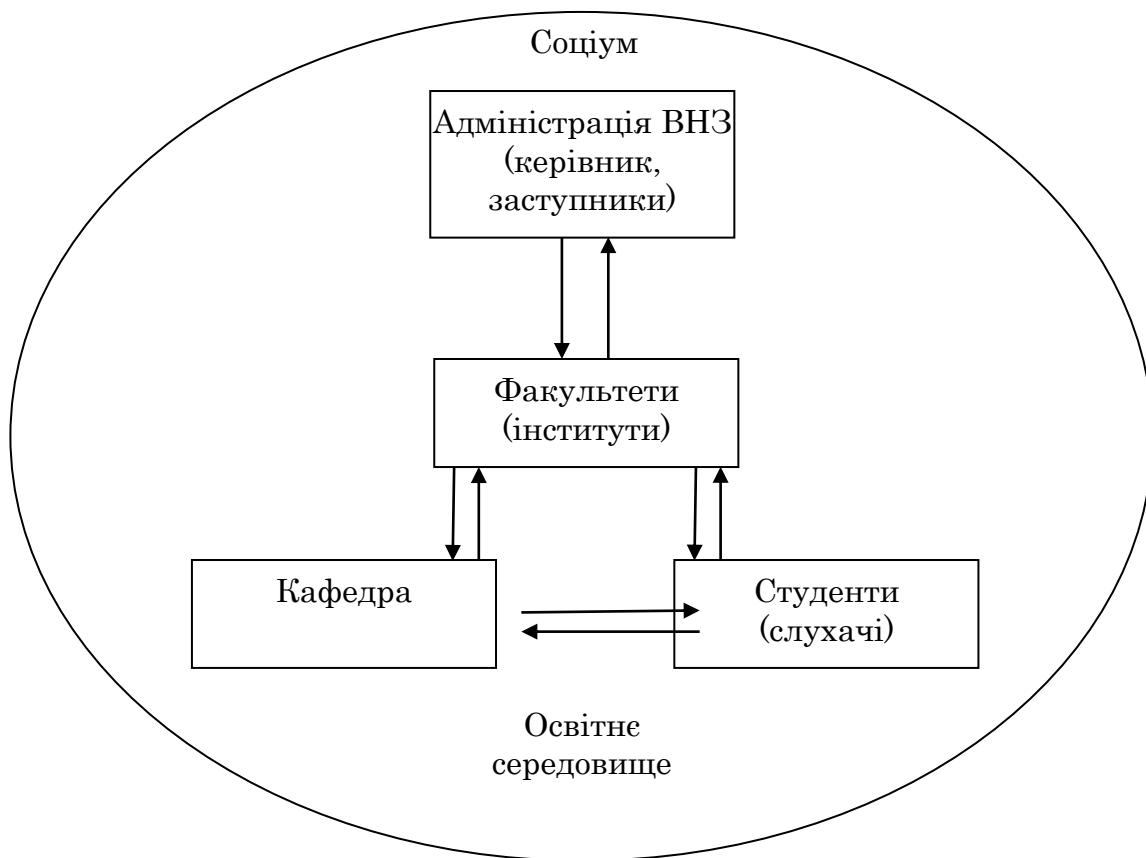 Соціум
Адміністрація ВНЗ
(керівник,
заступники)
Факультети
(інститути)
Кафедра
Студенти
(слухачі)
Освітнє
середовище